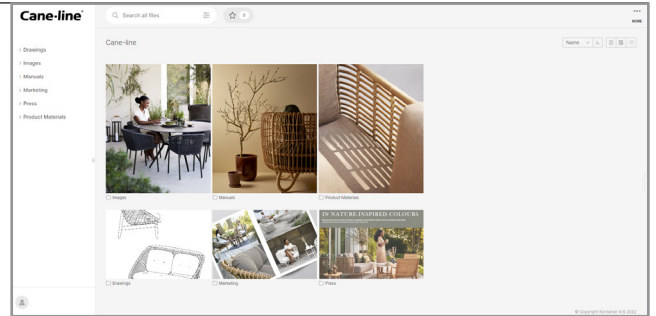 Cane-line®
Search all files
0
MORE
Cane-line
Name
Drawings
Images
Manuals
Marketing
Press
Product Materials
Images
Manuals
Product Materials
IN NATURE-INSPIRED COLOURS
Drawings
Marketing
Press
© Copyright Kontainer A/S 2022